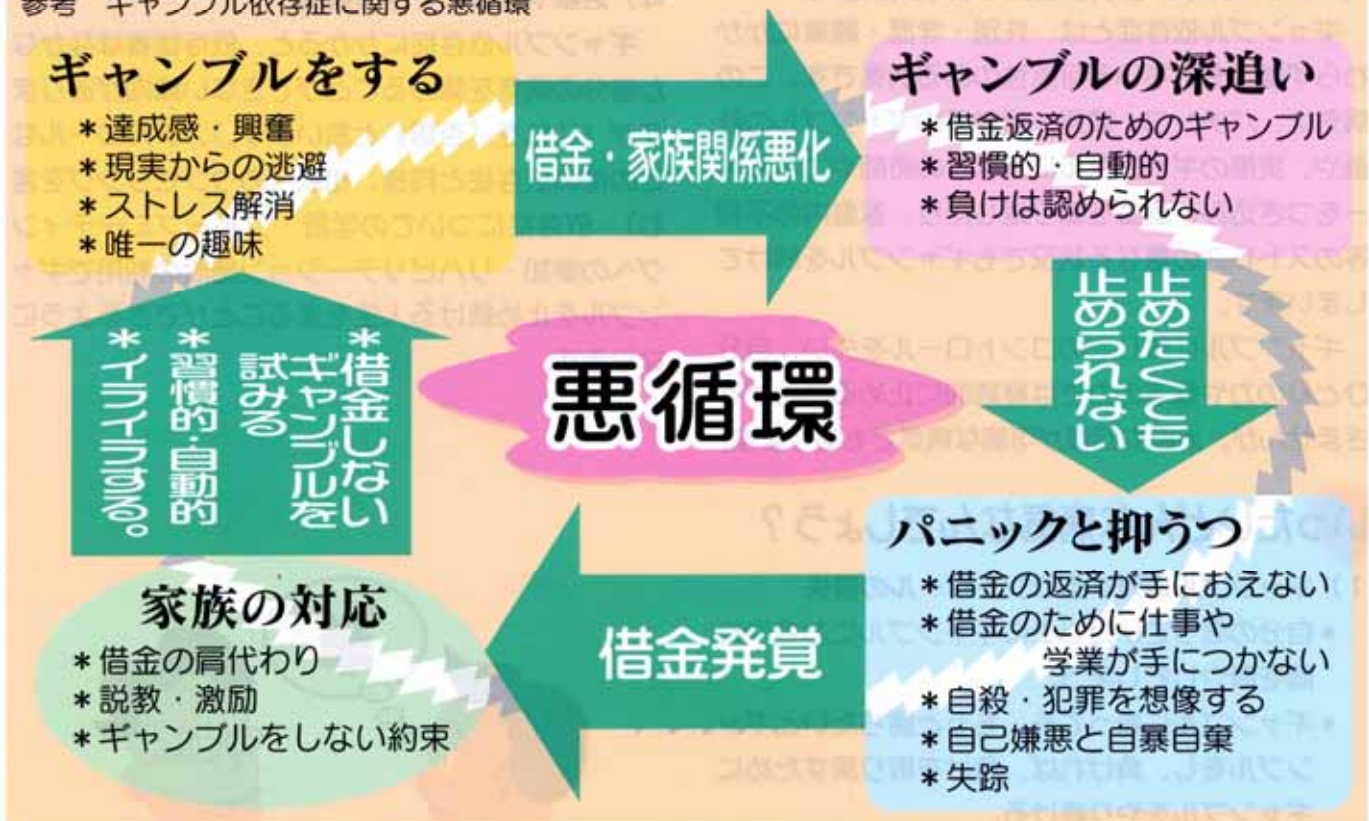 参考　ギャンブル依存症に関する悪循環
ギャンブルをする
＊達成感・興奮
＊現実からの逃避
＊ストレス解消
＊唯一の趣味
借金・家族関係悪化
ギャンブルの深追い
＊借金返済のためのギャンブル
＊習慣的・自動的
＊負けは認められない
止めたくても
止められない
悪循環
パニックと抑うつ
＊借金の返済が手におえない
＊借金のために仕事や
学業が手につかない
＊自殺・犯罪を想像する
＊自己嫌悪と自暴自棄
＊失踪
借金発覚
家族の対応
＊借金の肩代わり
＊説教・激励
＊ギャンブルをしない約束
＊借金しない
ギャンブルを
試みる
＊習慣的・自動的
＊イライラする。